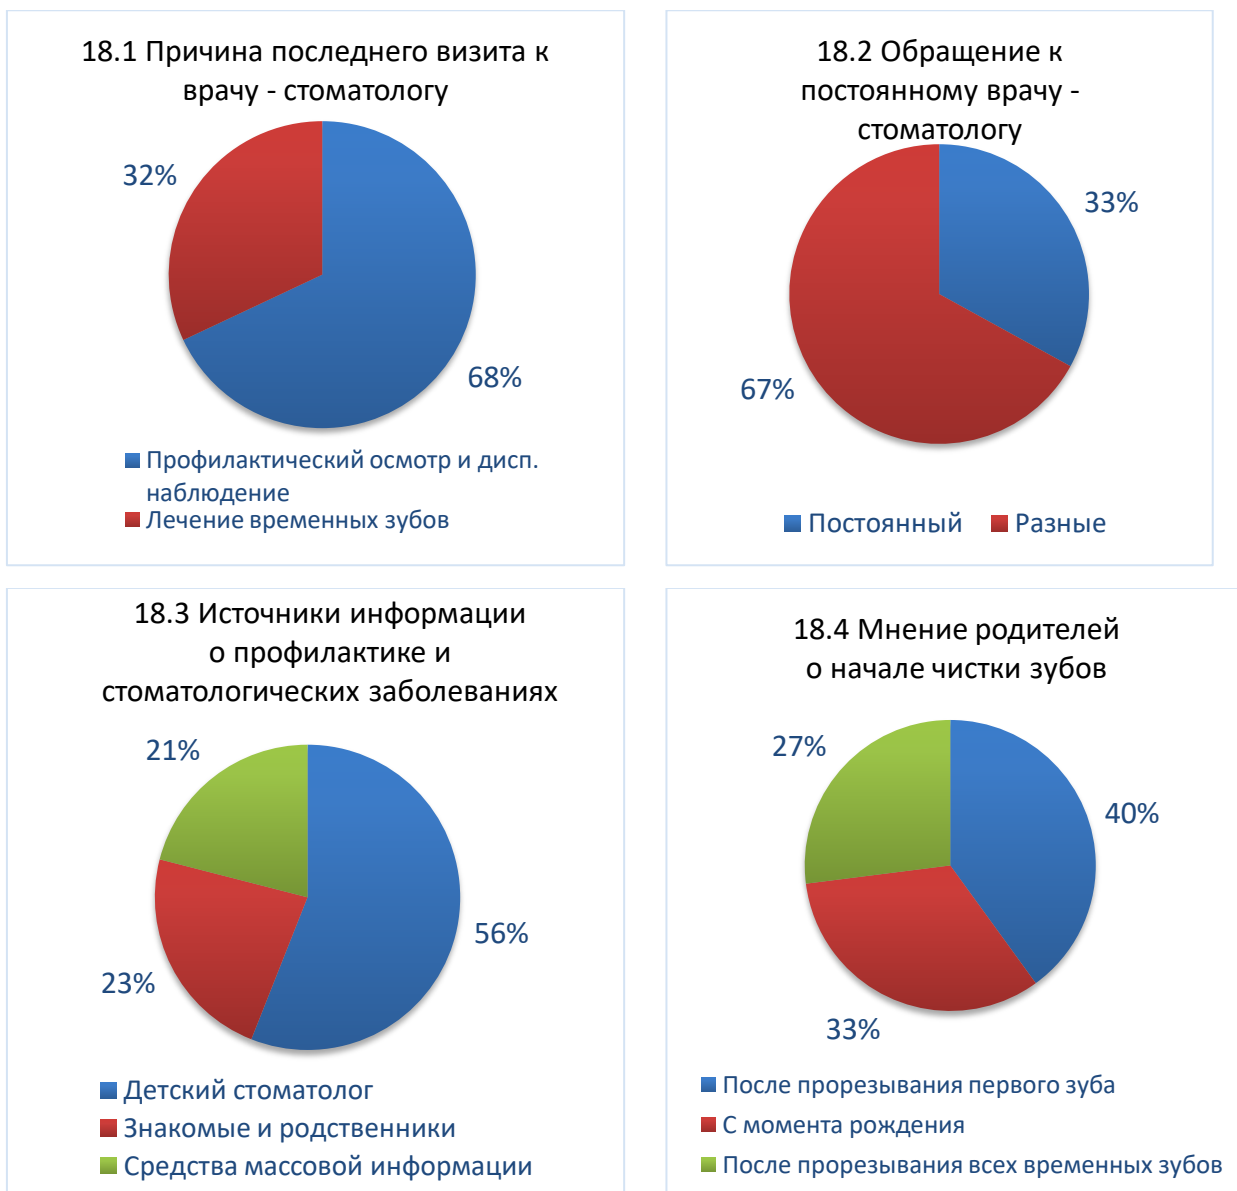 18.1 Причина последнего визита к
врачу - стоматологу
32%
68%
Профилактический осмотр и дисп.
наблюдение
Лечение временных зубов
18.2 Обращение к
постоянному врачу -
стоматологу
33%
67%
Постоянный
Разные
18.3 Источники информации
о профилактике и
стоматологических заболеваниях
21%
56%
23%
Детский стоматолог
Знакомые и родственники
Средства массовой информации
18.4 Мнение родителей
о начале чистки зубов
27%
40%
33%
После прорезывания первого зуба
С момента рождения
После прорезывания всех временных зубов